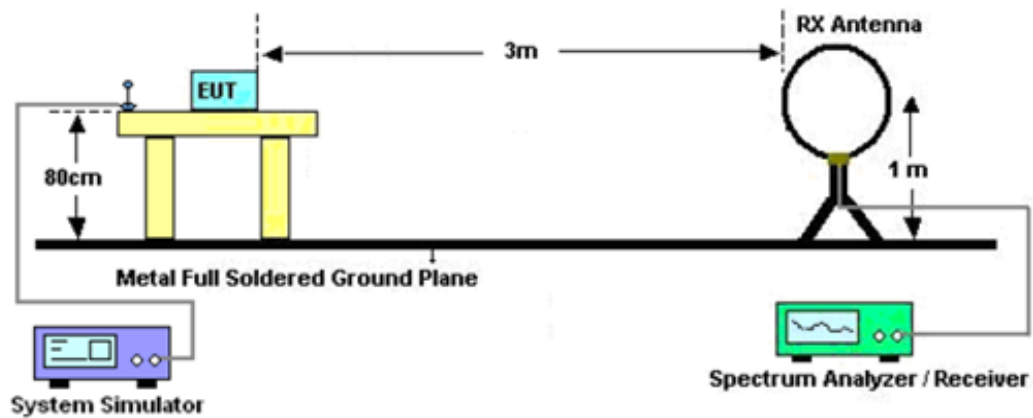 RX Antenna
3m
EUT
80cm
1 m
Metal Full Soldered Ground Plane
System Simulator
Spectrum Analyzer / Receiver